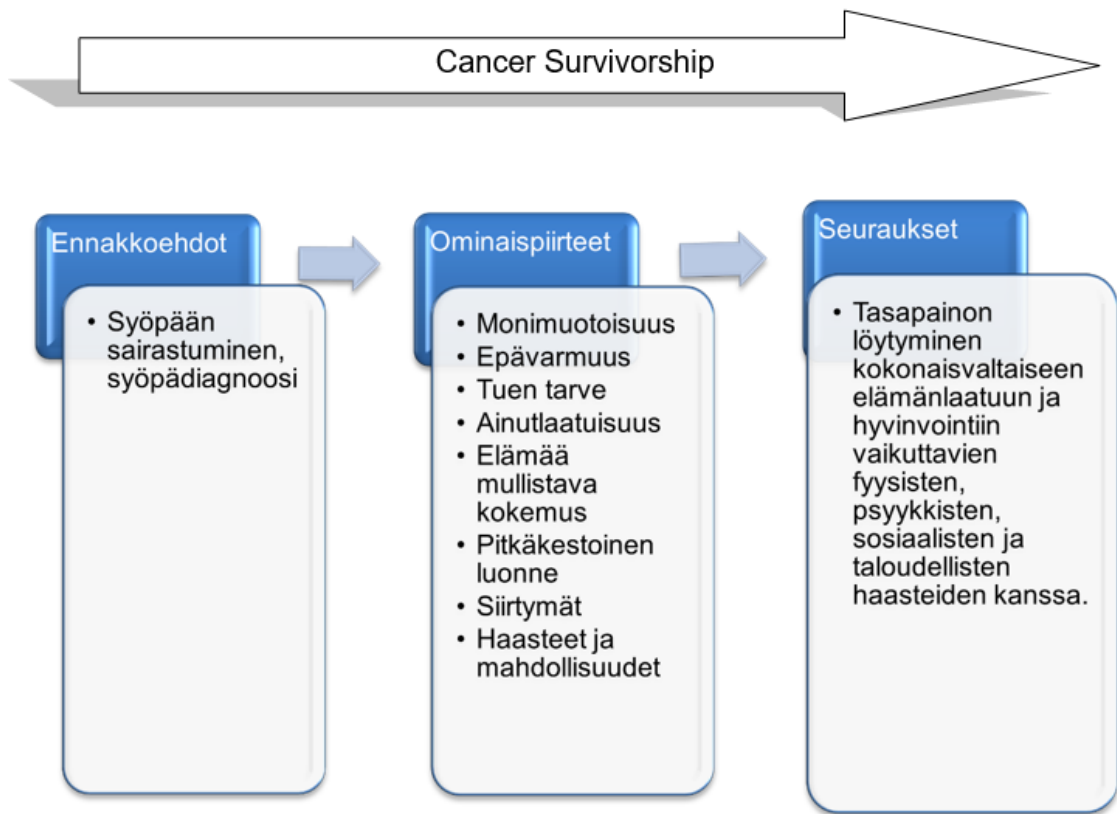 Cancer Survivorship
Ennakkoehdot
• Syöpään
sairastuminen,
syöpädiagnoosi
Ominaispiirteet
• Monimuotoisuus
• Epävarmuus
• Tuen tarve
• Ainutlaatuisuus
• Elämää
mullistava
kokemus
• Pitkäkestoinen
luonne
• Siirtymät
• Haasteet ja
mahdollisuudet
Seuraukset
• Tasapainon
löytyminen
kokonaisvaltaiseen
elämänlaatuun ja
hyvinvointiin
vaikuttavien
fyysisten,
psyykkisten,
sosiaalisten ja
taloudellisten
haasteiden kanssa.